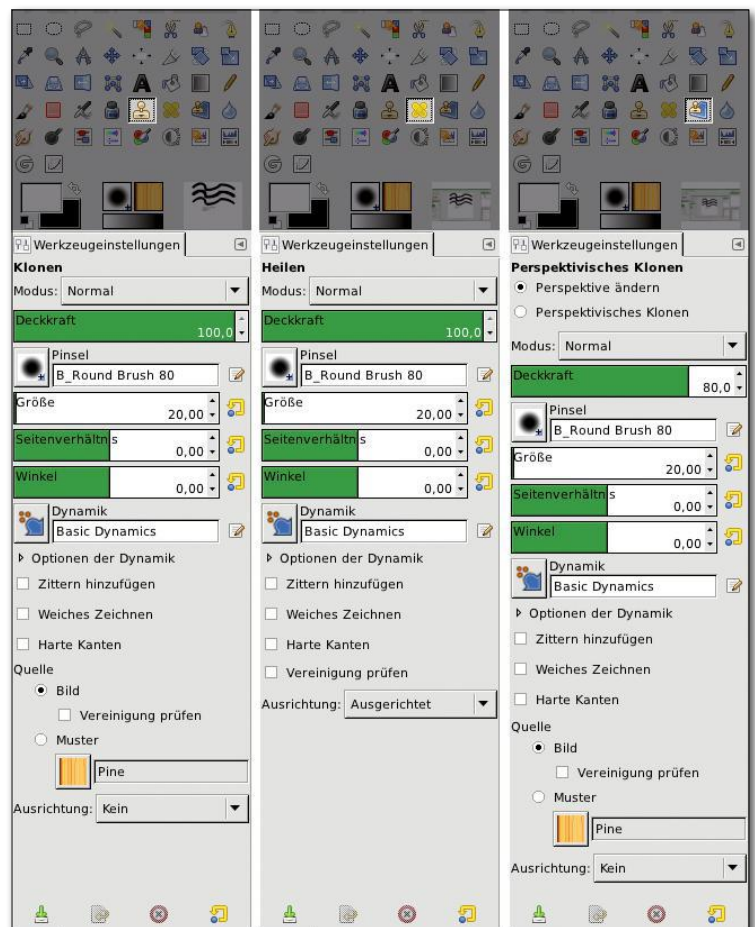 Werkzeugeinstellungen
Klonen
Modus: Normal
Deckkraft
100,0
Pinsel
B_Round Brush 80
Größe
20,00
Seitenverhältnis
0,00
Winkel
0,00
Dynamik
Basic Dynamics
Optionen der Dynamik
Zittern hinzufügen
Weiches Zeichnen
Harte Kanten
Quelle
Bild
Vereinigung prüfen
Muster
Pine
Ausrichtung: Kein
Werkzeugeinstellungen
Heilen
Modus: Normal
Deckkraft
100,0
Pinsel
B_Round Brush 80
Größe
20,00
Seitenverhältnis
0,00
Winkel
0,00
Dynamik
Basic Dynamics
Optionen der Dynamik
Zittern hinzufügen
Weiches Zeichnen
Harte Kanten
Vereinigung prüfen
Ausrichtung: Ausgerichtet
Werkzeugeinstellungen
Perspektivisches Klonen
Perspektive ändern
Perspektivisches Klonen
Modus: Normal
Deckkraft
80,0
Pinsel
B_Round Brush 80
Größe
20,00
Seitenverhältnis
0,00
Winkel
0,00
Dynamik
Basic Dynamics
Optionen der Dynamik
Zittern hinzufügen
Weiches Zeichnen
Harte Kanten
Quelle
Bild
Vereinigung prüfen
Muster
Pine
Ausrichtung: Kein